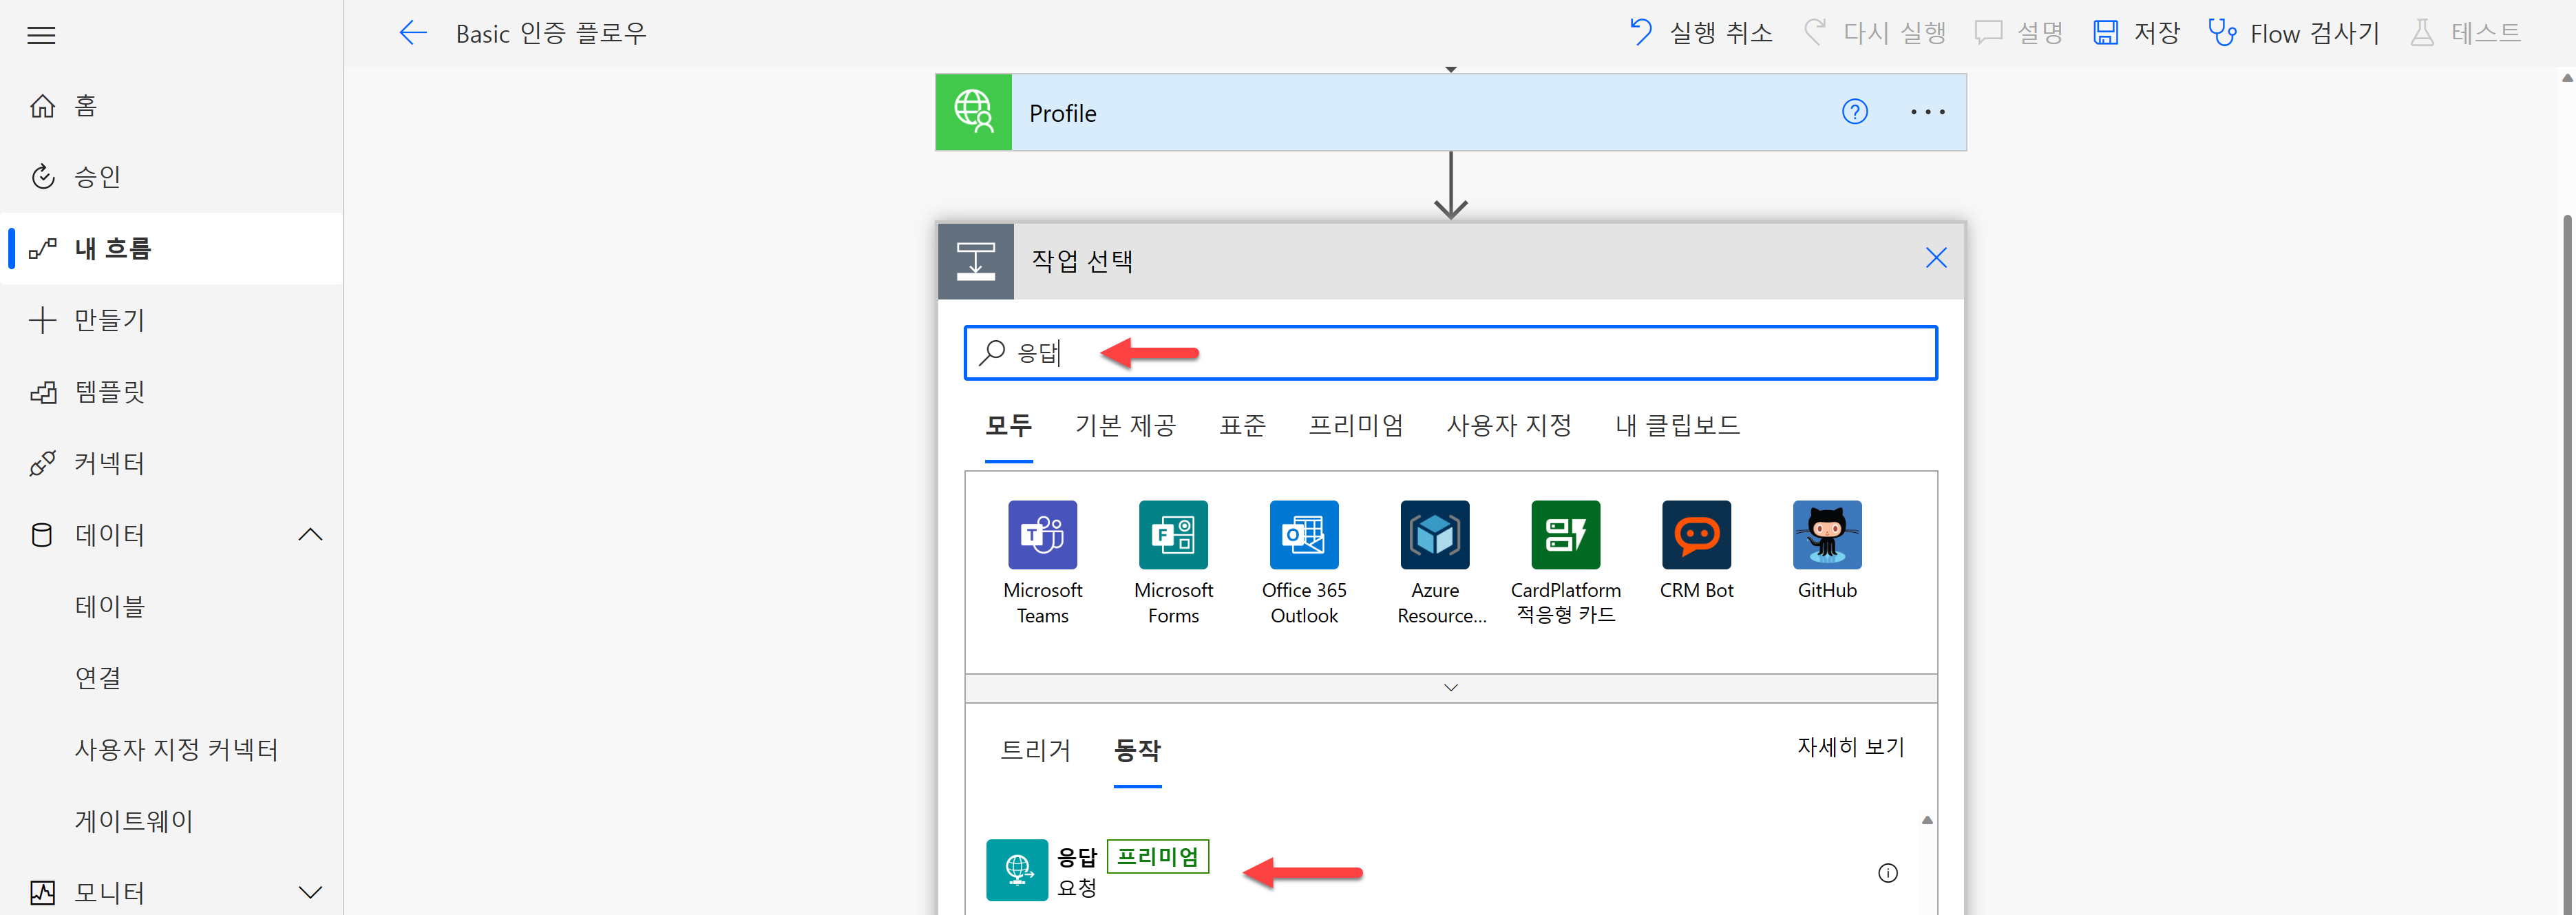 Basic 인증 플로우
실행 취소
다시 실행
설명
저장
Flow 검사기
테스트
홈
승인
내 흐름
만들기
템플릿
커넥터
데이터
테이블
연결
사용자 지정 커넥터
게이트웨이
모니터
Profile
작업 선택
응답
모두
기본 제공
표준
프리미엄
사용자 지정
내 클립보드
Microsoft
Teams
Microsoft
Forms
Office 365
Outlook
Azure
Resource...
CardPlatform
적응형 카드
CRM Bot
GitHub
트리거
동작
자세히 보기
응답 프리미엄
요청